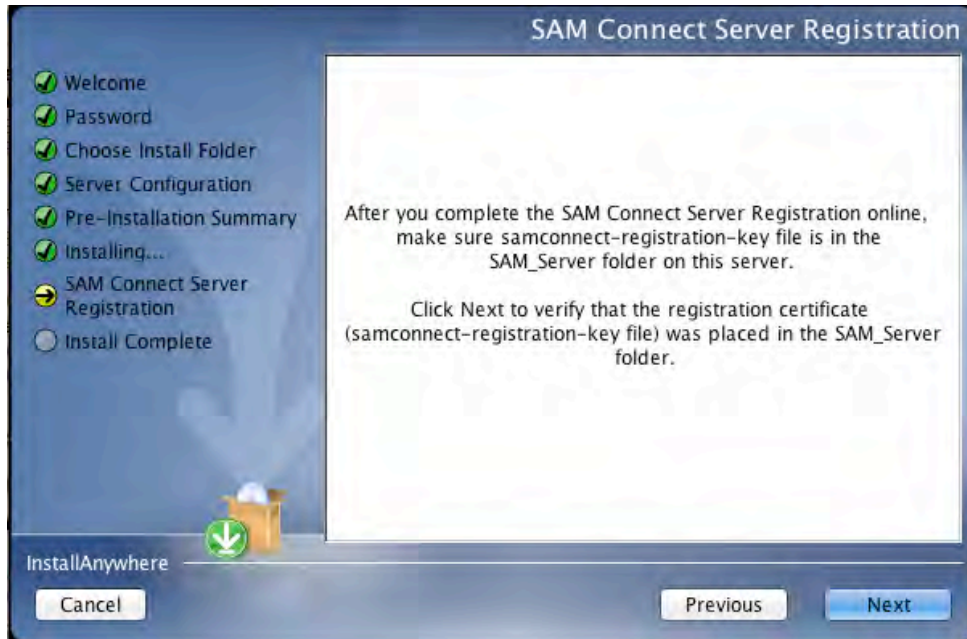 SAM Connect Server Registration
Welcome
Password
Choose Install Folder
Server Configuration
Pre-Installation Summary
Installing...
SAM Connect Server
Registration
Install Complete
After you complete the SAM Connect Server Registration online,
make sure samconnect-registration-key file is in the
SAM_Server folder on this server.
Click Next to verify that the registration certificate
(samconnect-registration-key file) was placed in the SAM_Server
folder.
InstallAnywhere
Cancel
Previous
Next